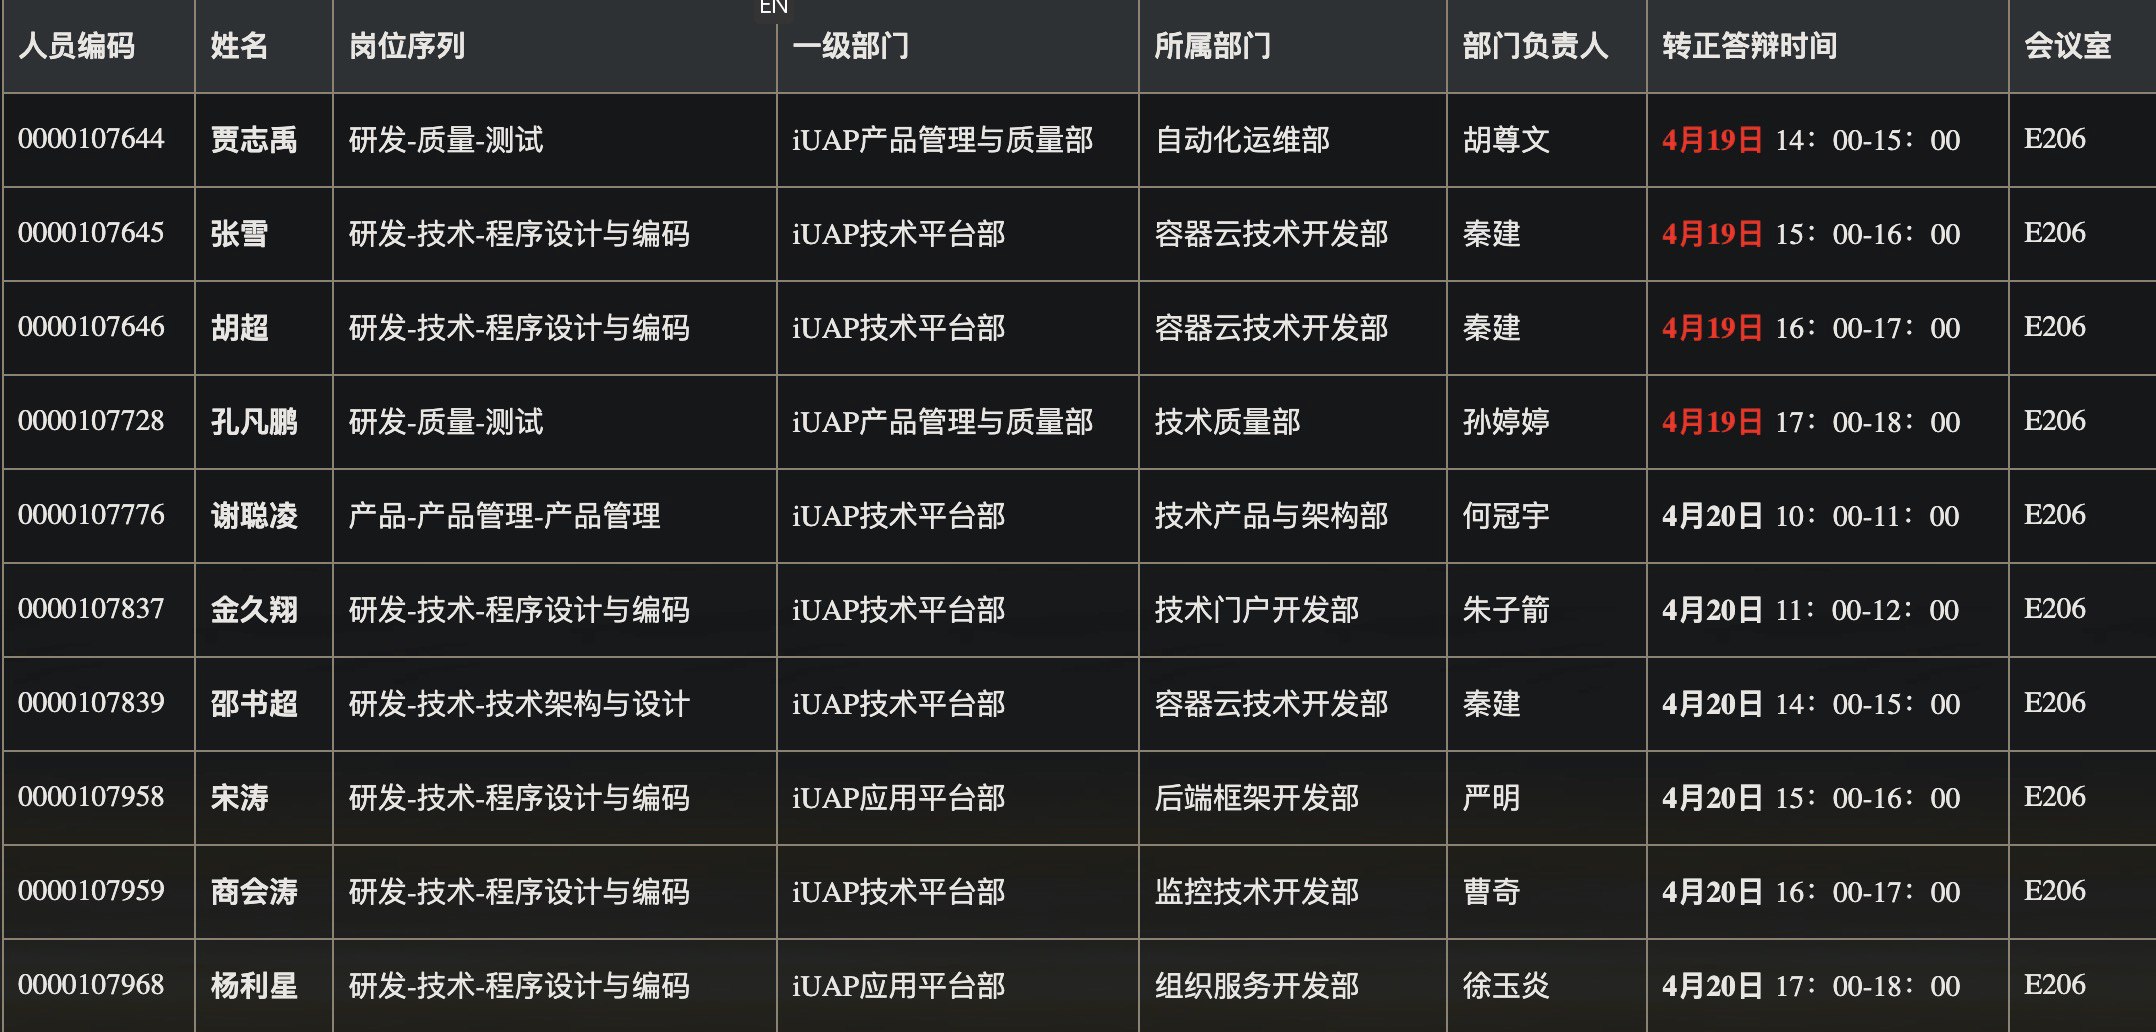 EN
人员编码 姓名 岗位序列 一级部门 所属部门 部门负责人 转正答辩时间 会议室
0000107644 贾志禹 研发-质量-测试 iUAP产品管理与质量部 自动化运维部 胡尊文 4月19日 14：00-15：00 E206
0000107645 张雪 研发-技术-程序设计与编码 iUAP技术平台部 容器云技术开发部 秦建 4月19日 15：00-16：00 E206
0000107646 胡超 研发-技术-程序设计与编码 iUAP技术平台部 容器云技术开发部 秦建 4月19日 16：00-17：00 E206
0000107728 孔凡鹏 研发-质量-测试 iUAP产品管理与质量部 技术质量部 孙婷婷 4月19日 17：00-18：00 E206
0000107776 谢聪凌 产品-产品管理-产品管理 iUAP技术平台部 技术产品与架构部 何冠宇 4月20日 10：00-11：00 E206
0000107837 金久翔 研发-技术-程序设计与编码 iUAP技术平台部 技术门户开发部 朱子箭 4月20日 11：00-12：00 E206
0000107839 邵书超 研发-技术-技术架构与设计 iUAP技术平台部 容器云技术开发部 秦建 4月20日 14：00-15：00 E206
0000107958 宋涛 研发-技术-程序设计与编码 iUAP应用平台部 后端框架开发部 严明 4月20日 15：00-16：00 E206
0000107959 商会涛 研发-技术-程序设计与编码 iUAP技术平台部 监控技术开发部 曹奇 4月20日 16：00-17：00 E206
0000107968 杨利星 研发-技术-程序设计与编码 iUAP应用平台部 组织服务开发部 徐玉炎 4月20日 17：00-18：00 E206